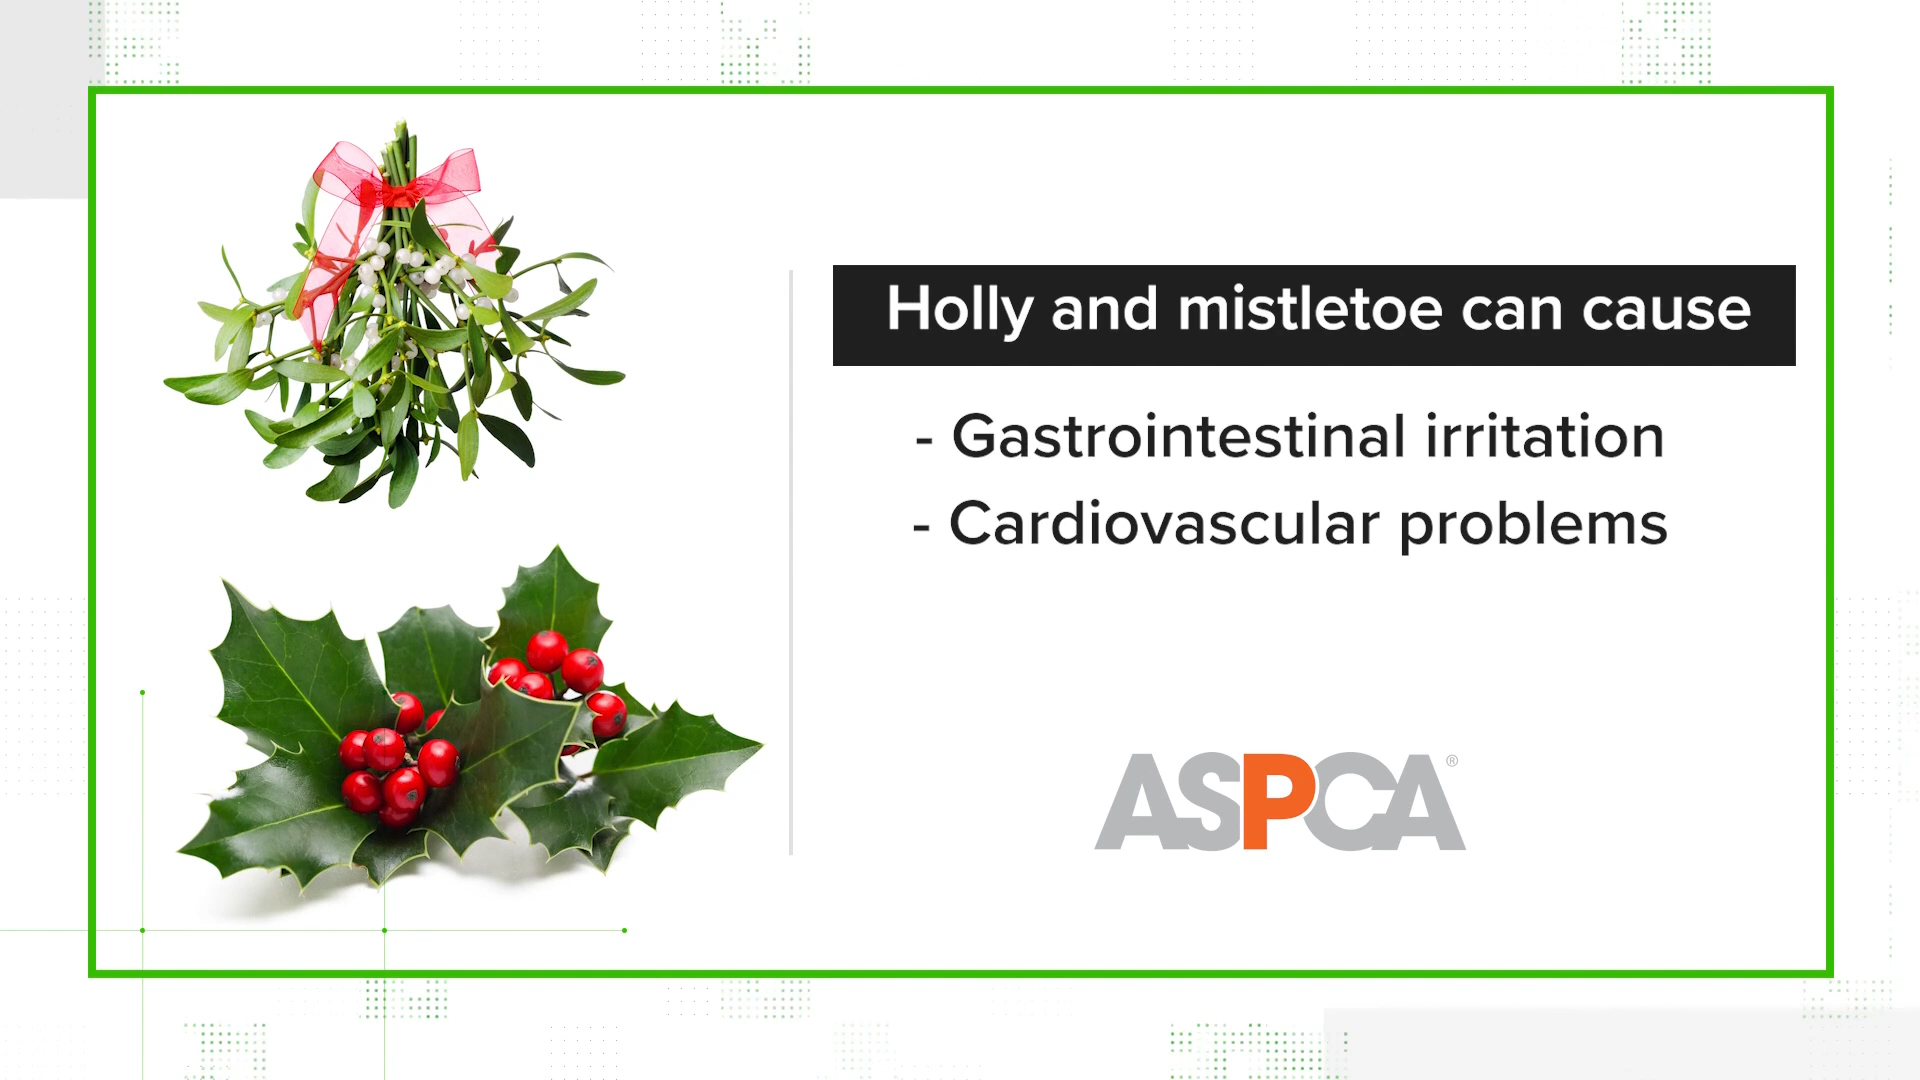 Holly and mistletoe can cause
- Gastrointestinal irritation
- Cardiovascular problems
ASPCA®